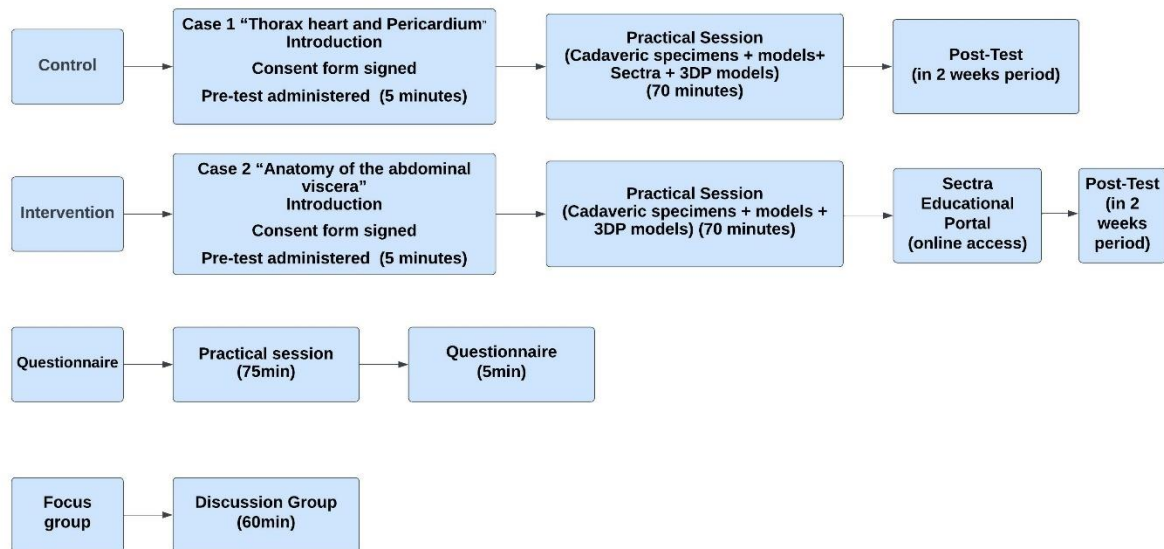 Control
Case 1 “Thorax heart and Pericardium”
Introduction
Consent form signed
Pre-test administered (5 minutes)
Practical Session
(Cadaveric specimens + models+
Sectra + 3DP models)
(70 minutes)
Post-Test
(in 2 weeks period)
Intervention
Case 2 “Anatomy of the abdominal
viscera”
Introduction
Consent form signed
Pre-test administered (5 minutes)
Practical Session
(Cadaveric specimens + models +
3DP models) (70 minutes)
Sectra
Educational
Portal
(online access)
Post-Test
(in 2
weeks
period)
Questionnaire
Practical session
(75min)
Questionnaire
(5min)
Focus
group
Discussion Group
(60min)